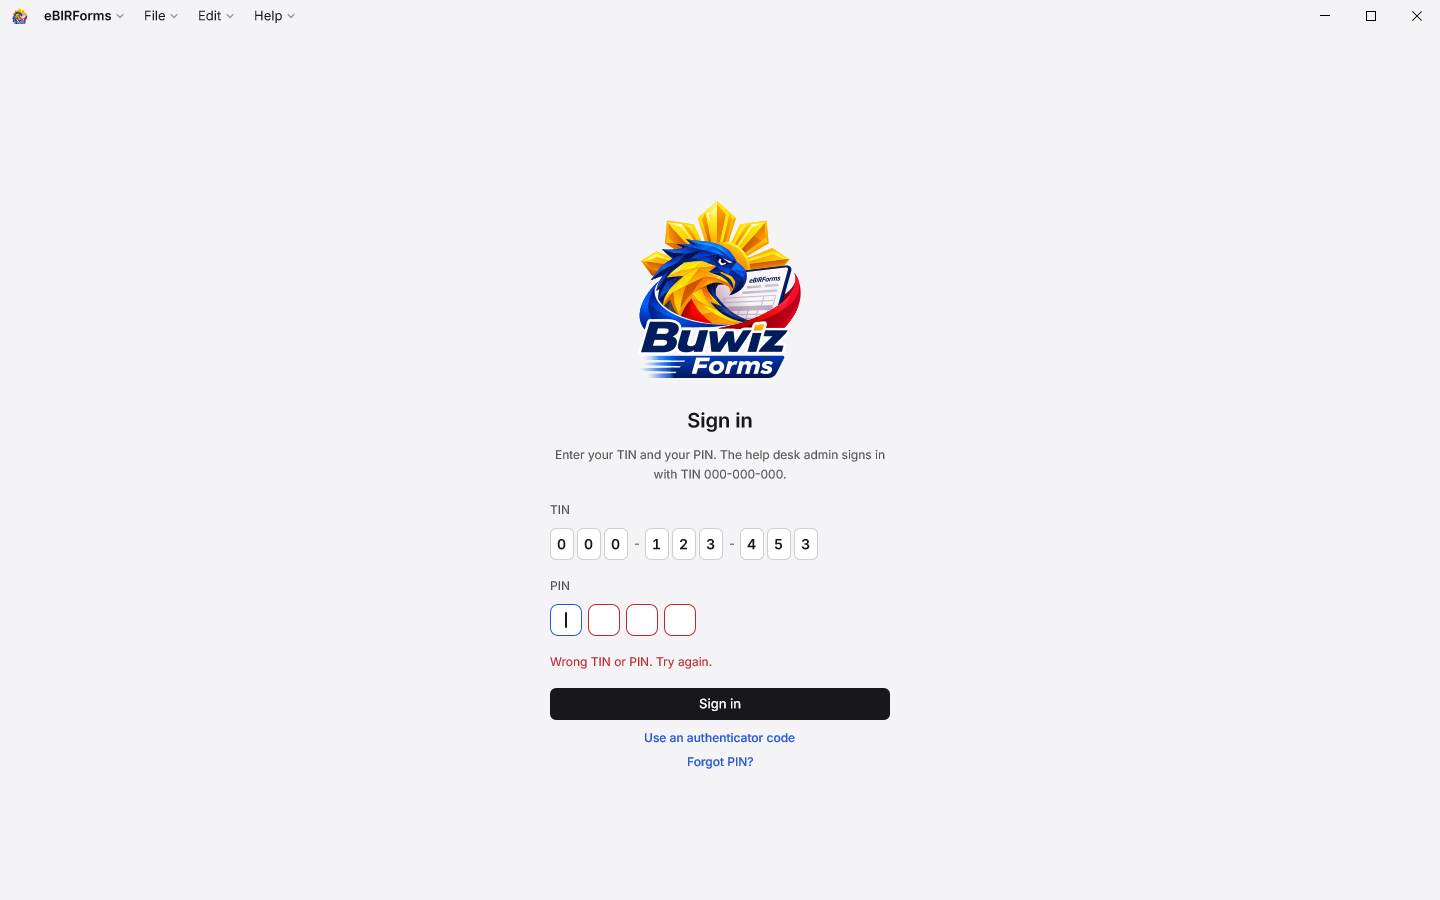 eBIRForms File Edit Help
eBIRForms
Buwiz
Forms
Sign in
Enter your TIN and your PIN. The help desk admin signs in
with TIN 000-000-000.
TIN
0 0 0 - 1 2 3 - 4 5 3
PIN
Wrong TIN or PIN. Try again.
Sign in
Use an authenticator code
Forgot PIN?